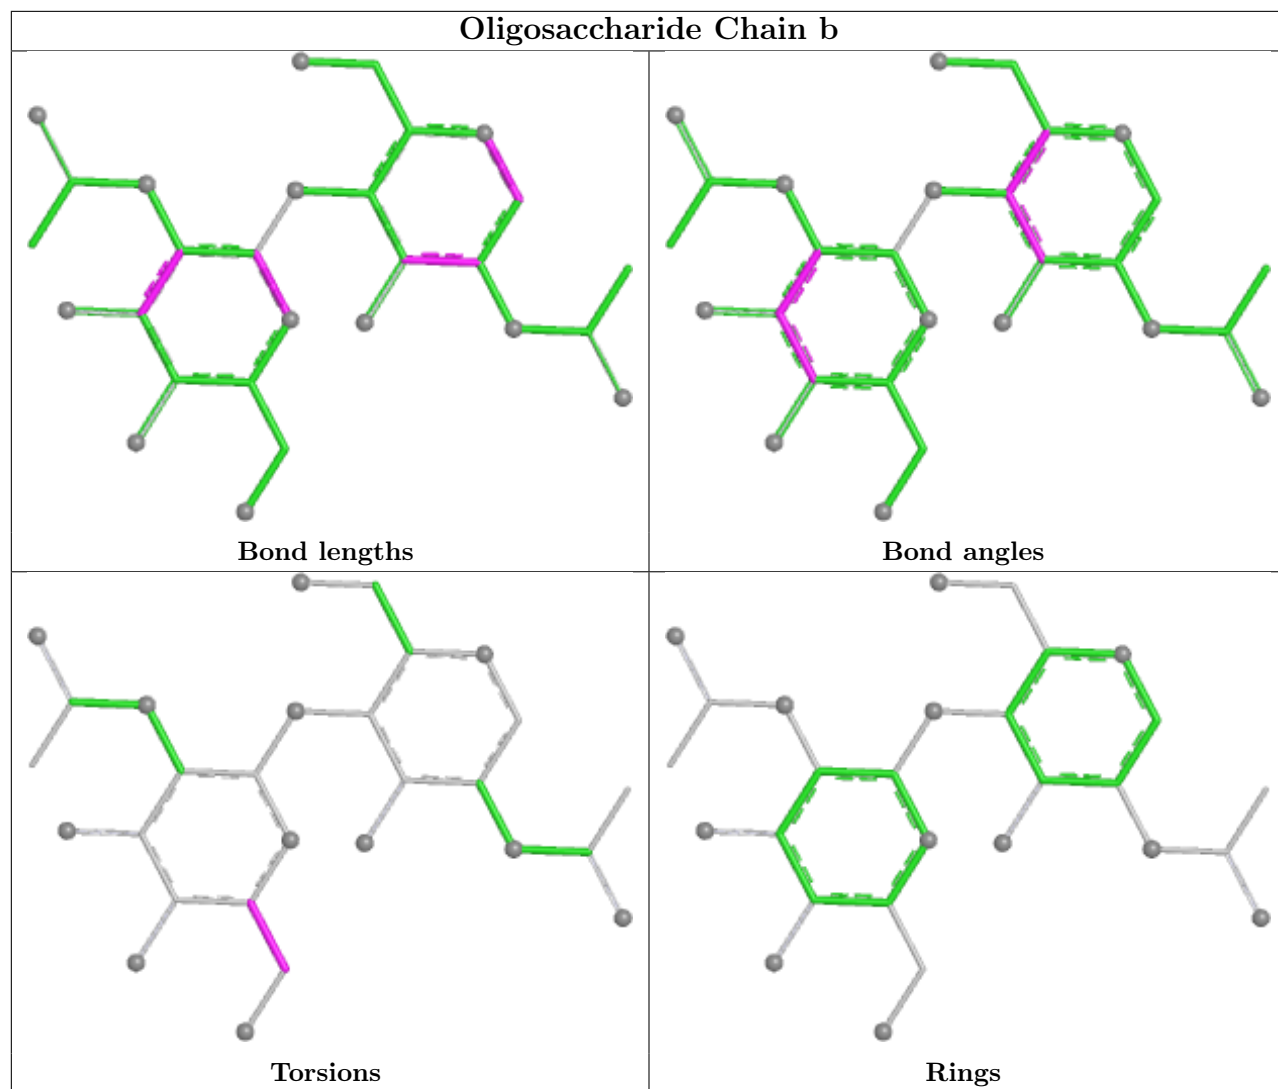 Oligosaccharide Chain b
Bond lengths
Bond angles
Torsions
Rings